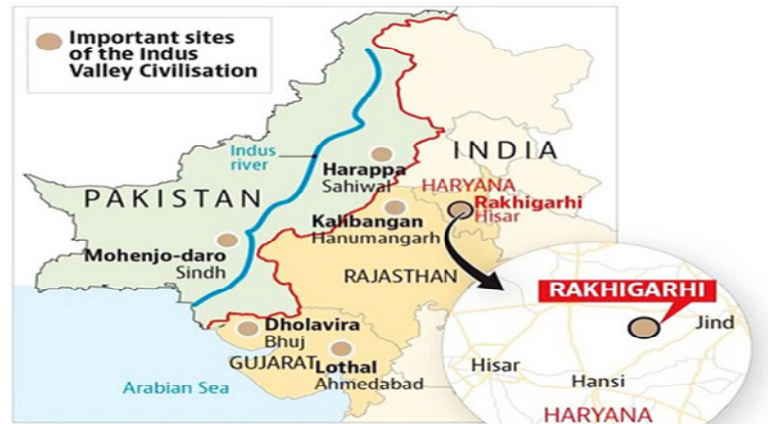 Important sites
of the Indus
Valley Civilisation
Indus
river
INDIA
Harappa
Sahiwal
HARYANA
PAKISTAN
Rakhigarhi
Hisar
Kalibangan
Hanumangarh
Mohenjo-daro
Sindh
RAJASTHAN
RAKHIGARHI
Dholavira
Bhuj
Jind
GUJARAT
Lothal
Ahmedabad
Hisar
Hansi
Arabian Sea
HARYANA